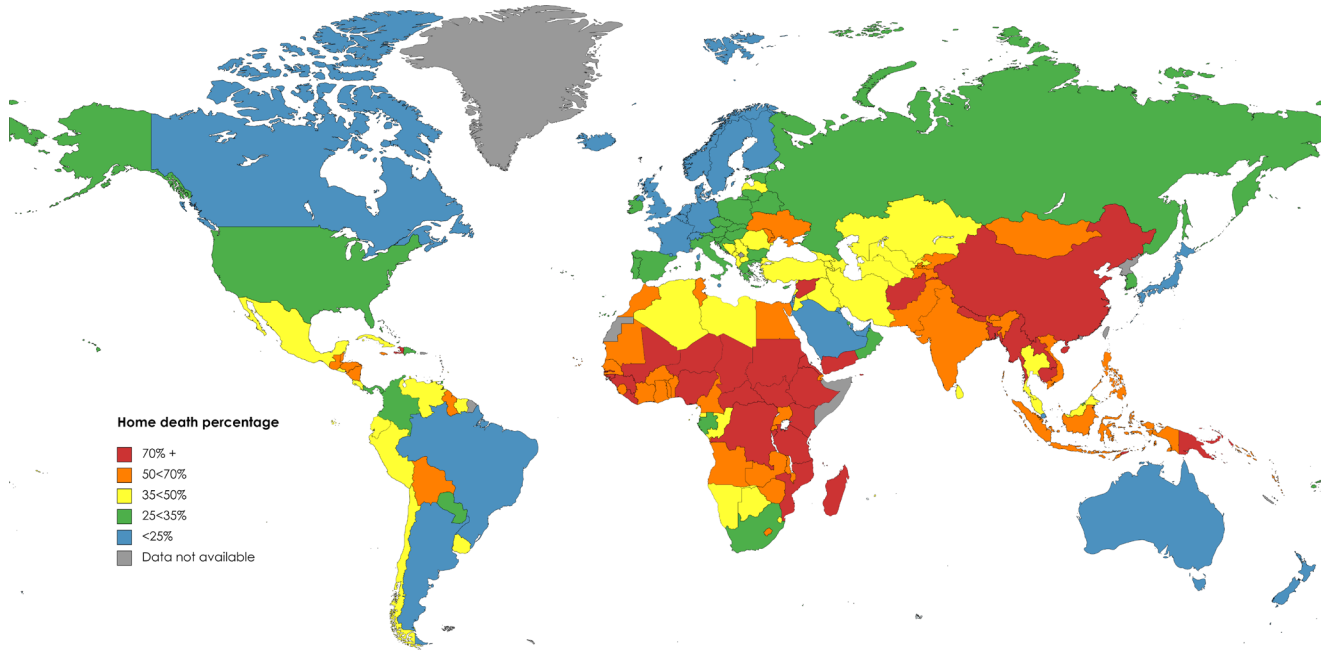 Home death percentage
70% +
50<70%
35<50%
25<35%
<25%
Data not available